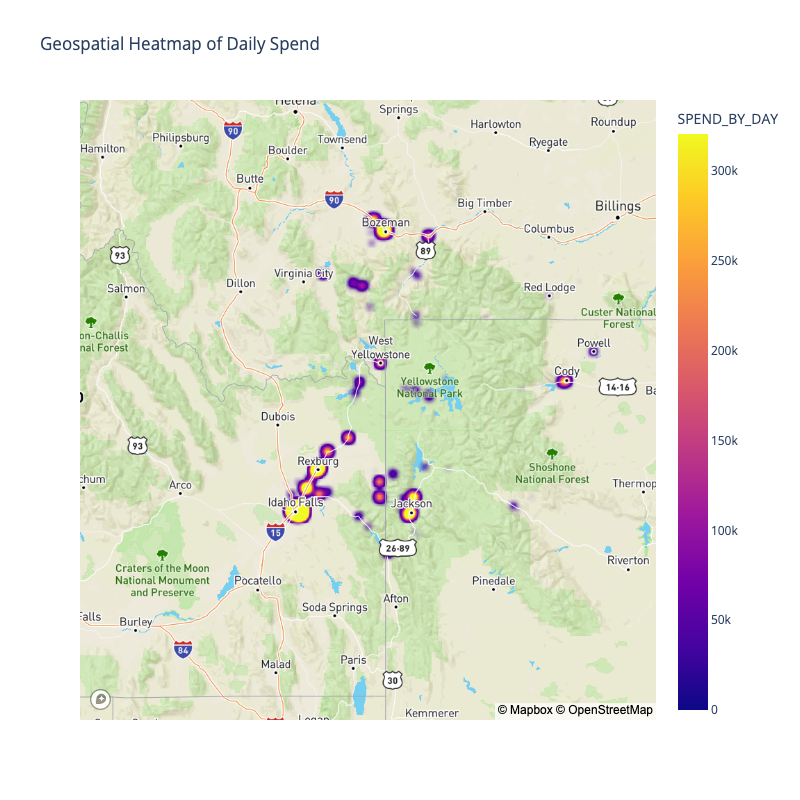 Geospatial Heatmap of Daily Spend
SPEND_BY_DAY
300k
250k
200k
150k
100k
50k
0
Helena
Springs
Roundup
Harlowton
Ryegate
Hamilton
Philipsburg
90
Townsend
Boulder
Butte
90
Big Timber
Billings
Bozeman
Columbus
93
89
Virginia City
Dillon
Salmon
Red Lodge
Custer National
Forest
on-Challis
nal Forest
West
Yellowstone
Powell
Cody
Yellowstone
National Park
14-16
Ba
Dubois
93
Rexburg
Shoshone
National Forest
chum
Arco
Thermop
Idaho Falls
Jackson
15
26-89
Craters of the Moon
National Monument
and Preserve
Riverton
Pocatello
Pinedale
Afton
Soda Springs
Falls
Burley
84
Malad
Paris
30
Kemmerer
Logan
© Mapbox © OpenStreetMap